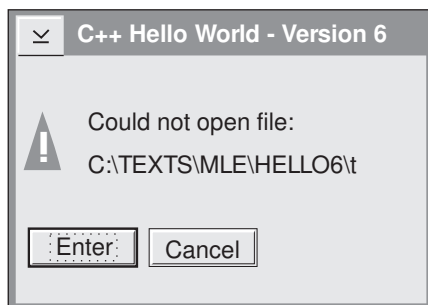 C++ Hello World - Version 6
Could not open file:
C:\TEXTS\MLE\HELLO6\t
Enter Cancel